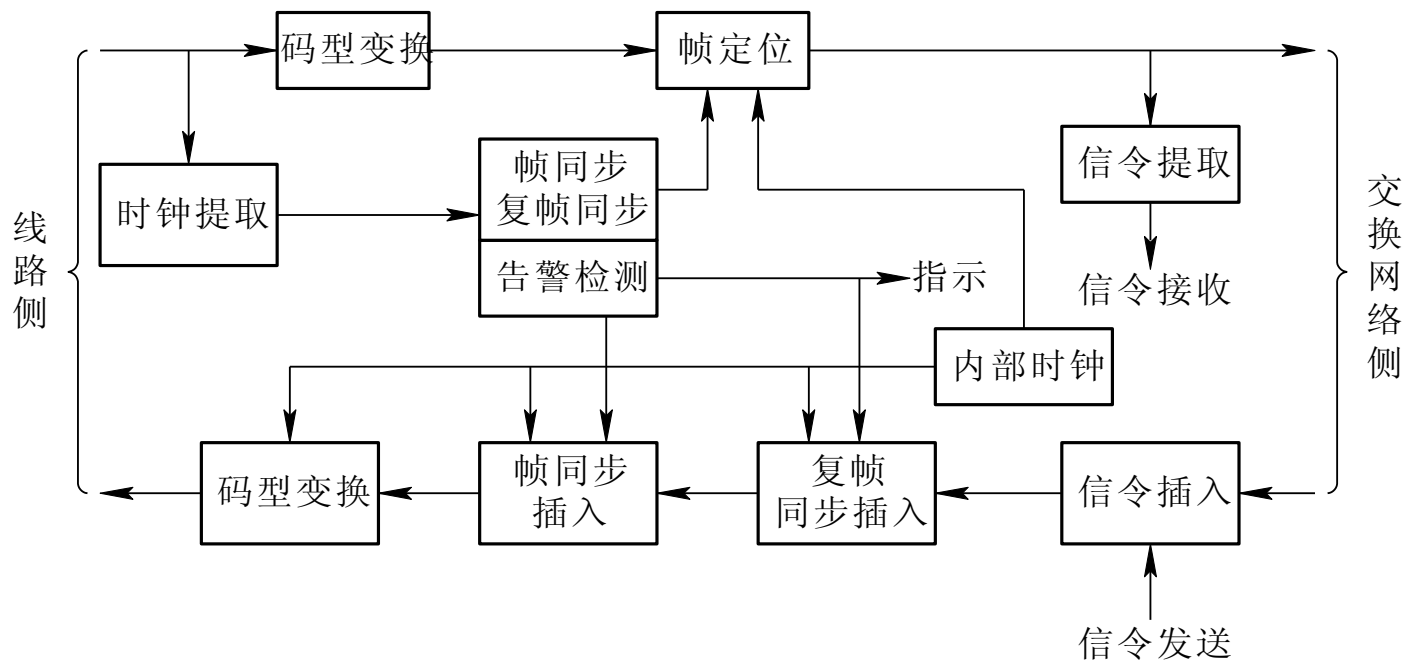 码型变换
帧定位
线路侧
时钟提取
帧同步
复帧同步
告警检测
指示
信令提取
信令接收
交换网络侧
内部时钟
码型变换
帧同步
插入
复帧
同步插入
信令插入
信令发送